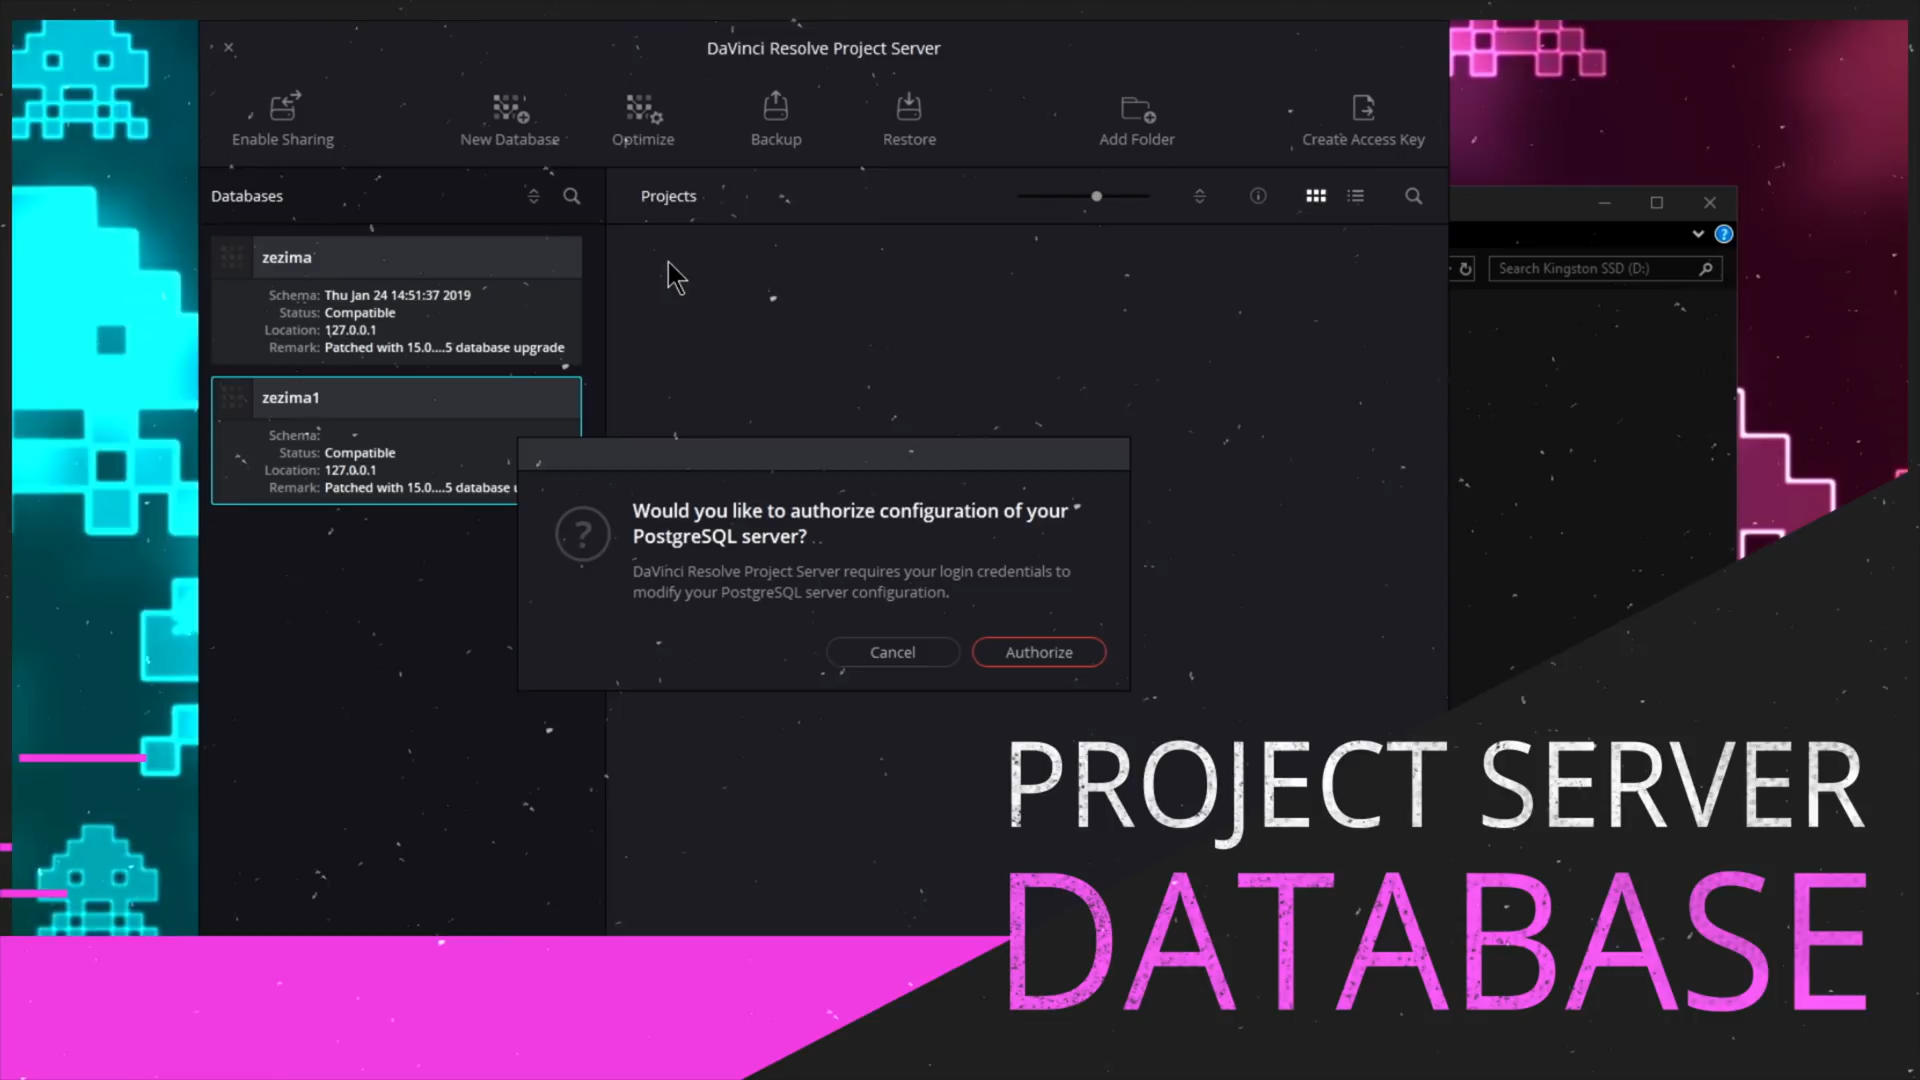 DaVinci Resolve Project Server
Enable Sharing
New Database
Optimize
Backup
Restore
Add Folder
Create Access Key
Databases
Projects
zezima
Schema: Thu Jan 24 14:51:37 2019
Status: Compatible
Location: 127.0.0.1
Remark: Patched with 15.0....5 database upgrade
zezima1
Schema:
Status: Compatible
Location: 127.0.0.1
Remark: Patched with 15.0....5 database u
Search Kingston SSD (D:)
Would you like to authorize configuration of your
PostgreSQL server?
DaVinci Resolve Project Server requires your login credentials to
modify your PostgreSQL server configuration.
Cancel
Authorize
PROJECT SERVER
DATABASE